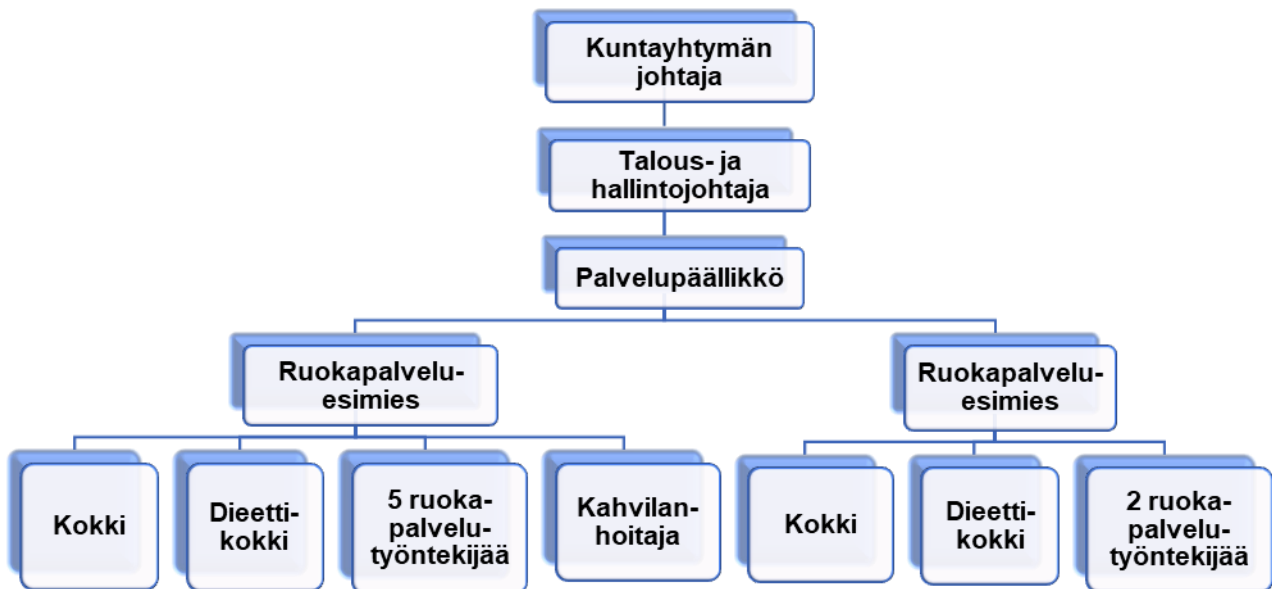 Kuntayhtymän
johtaja
Talous- ja
hallintojohtaja
Palvelupäällikkö
Ruokapalvelu-
esimies
Ruokapalvelu-
esimies
Kokki
Dieetti-
kokki
5 ruoka-
palvelu-
työntekijää
Kahvilan-
hoitaja
Kokki
Dieetti-
kokki
2 ruoka-
palvelu-
työntekijää